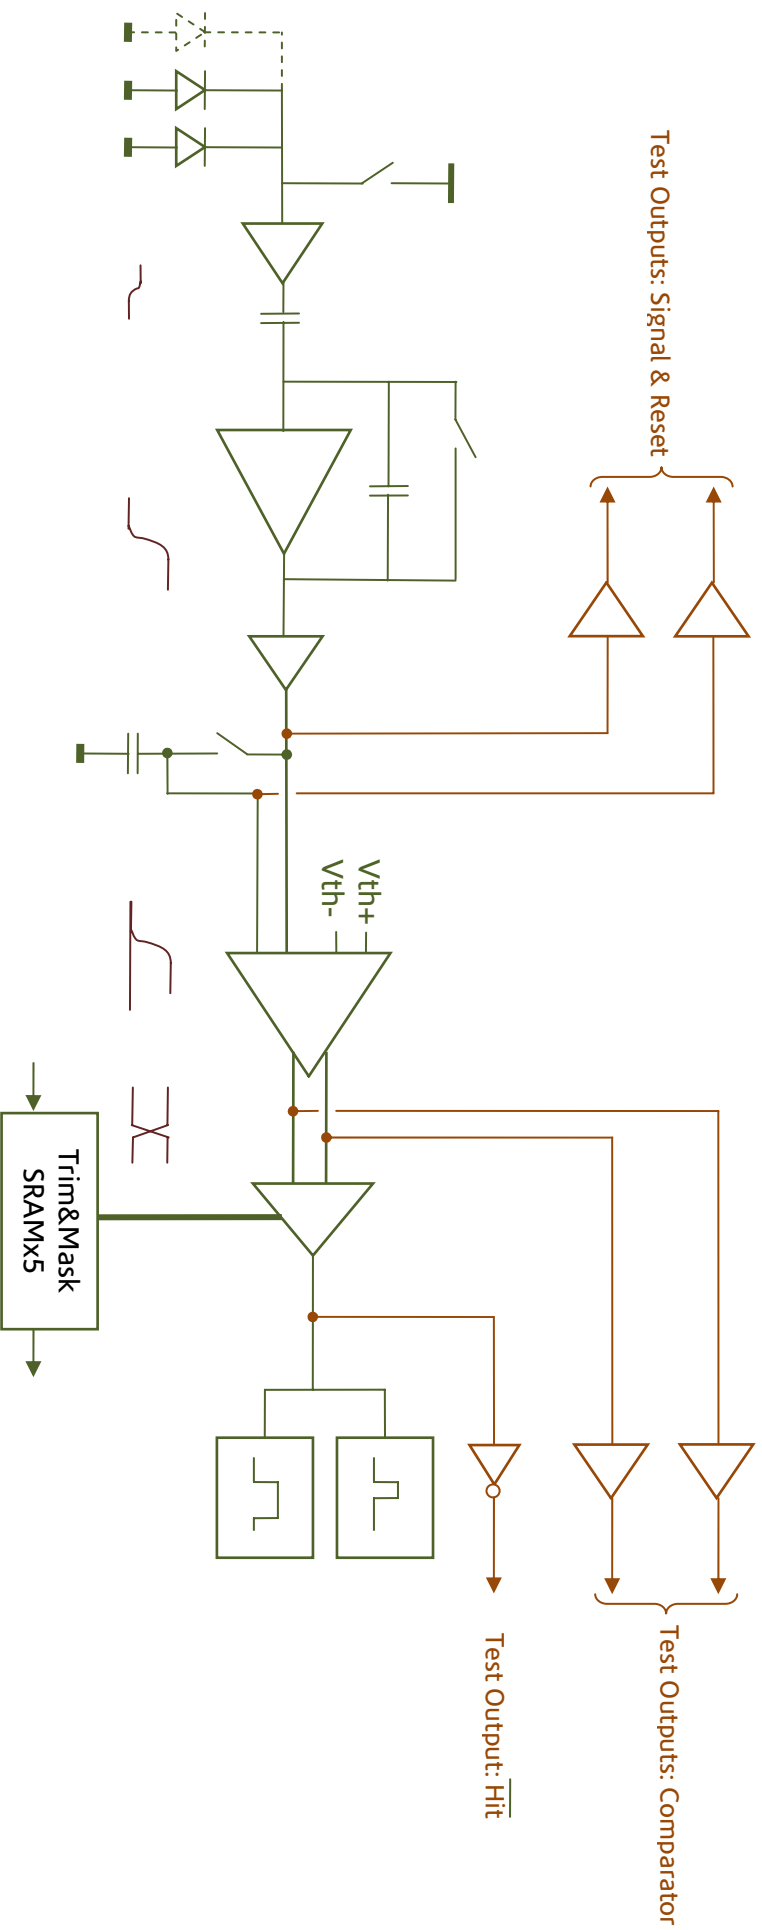 Test Outputs: Signal & Reset
Vth+
Vth-
Trim&Mask
SRAMx5
Test Outputs: Comparator
Test Output: Hit